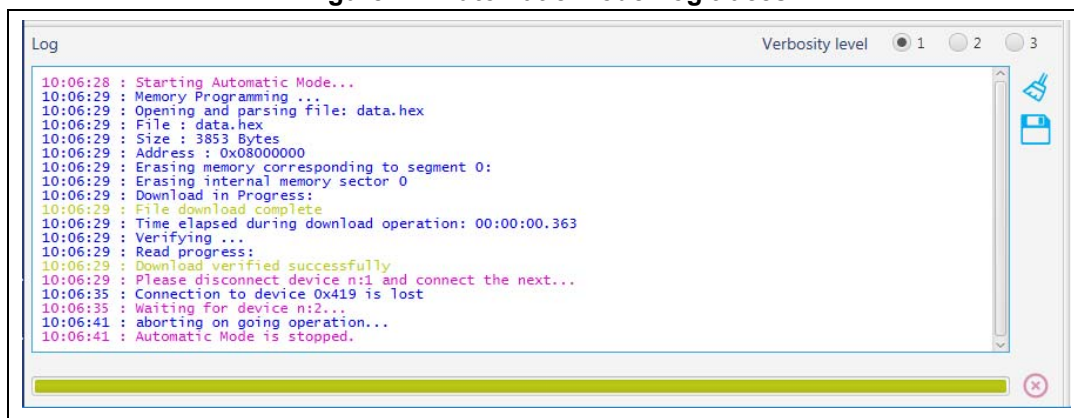 Log Verbosity level 1 2 3
10:06:28 : Starting Automatic Mode...
10:06:29 : Memory Programming ...
10:06:29 : Opening and parsing file: data.hex
10:06:29 : File : data.hex
10:06:29 : Size : 3853 Bytes
10:06:29 : Address : 0x08000000
10:06:29 : Erasing memory corresponding to segment 0:
10:06:29 : Erasing internal memory sector 0
10:06:29 : Download in Progress:
10:06:29 : File download complete
10:06:29 : Time elapsed during download operation: 00:00:00.363
10:06:29 : Verifying ...
10:06:29 : Read progress:
10:06:29 : Download verified successfully
10:06:29 : Please disconnect device n:1 and connect the next...
10:06:35 : Connection to device 0x419 is lost
10:06:35 : Waiting for device n:2...
10:06:41 : aborting on going operation...
10:06:41 : Automatic Mode is stopped.